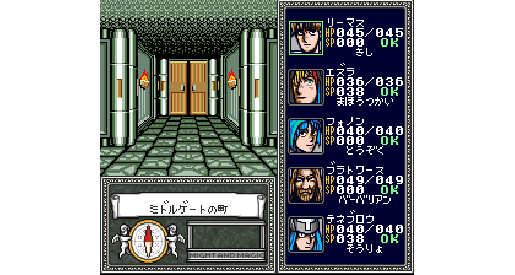 ミドルゲートの町
MIGHT AND MAGIC
リーマス
HP045/045
SP000 OK
きし
エズラ
HP036/036
SP038 OK
まほうつかい
フォノン
HP040/040
SP000 OK
とうぞく
ブラトワース
HP049/049
SP000 OK
バーバリアン
テネブロウ
HP040/040
SP038 OK
そうりょ